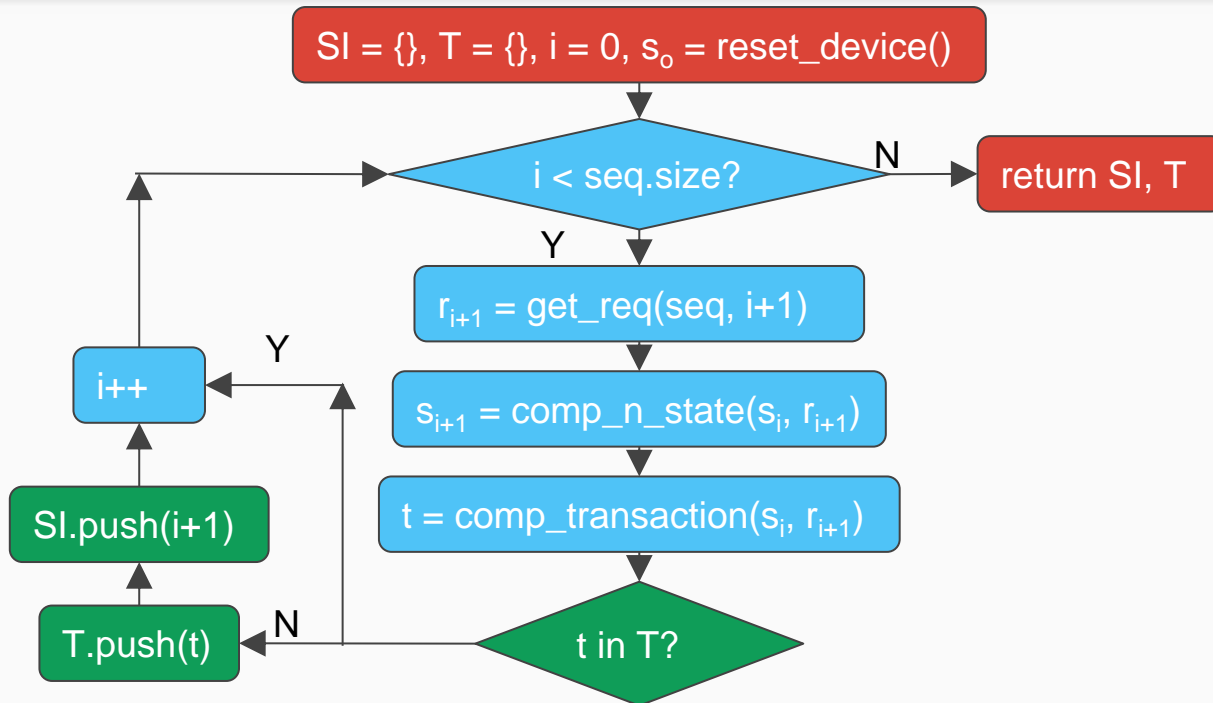 SI = {}, T = {}, i = 0, sₒ = reset_device()
i < seq.size?
N
return SI, T
Y
rᵢ₊₁ = get_req(seq, i+1)
Y
i++
sᵢ₊₁ = comp_n_state(sᵢ, rᵢ₊₁)
SI.push(i+1)
t = comp_transaction(sᵢ, rᵢ₊₁)
T.push(t)
N
t in T?